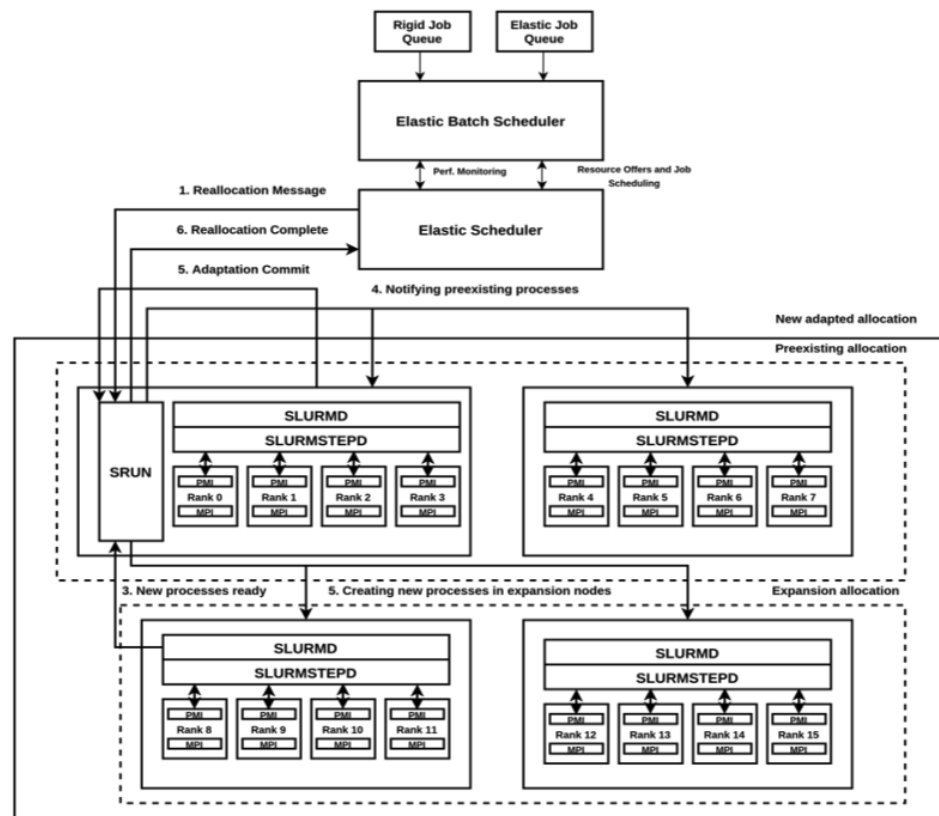 Rigid Job
Queue
Elastic Job
Queue
Elastic Batch Scheduler
Perf. Monitoring
Resource Offers and Job
Scheduling
1. Reallocation Message
Elastic Scheduler
6. Reallocation Complete
5. Adaptation Commit
4. Notifying preexisting processes
New adapted allocation
Preexisting allocation
SRUN
SLURMD
SLURMSTEPD
PMI
Rank 0
MPI
PMI
Rank 1
MPI
PMI
Rank 2
MPI
PMI
Rank 3
MPI
SLURMD
SLURMSTEPD
PMI
Rank 4
MPI
PMI
Rank 5
MPI
PMI
Rank 6
MPI
PMI
Rank 7
MPI
3. New processes ready
5. Creating new processes in expansion nodes
Expansion allocation
SLURMD
SLURMSTEPD
PMI
Rank 8
MPI
PMI
Rank 9
MPI
PMI
Rank 10
MPI
PMI
Rank 11
MPI
SLURMD
SLURMSTEPD
PMI
Rank 12
MPI
PMI
Rank 13
MPI
PMI
Rank 14
MPI
PMI
Rank 15
MPI